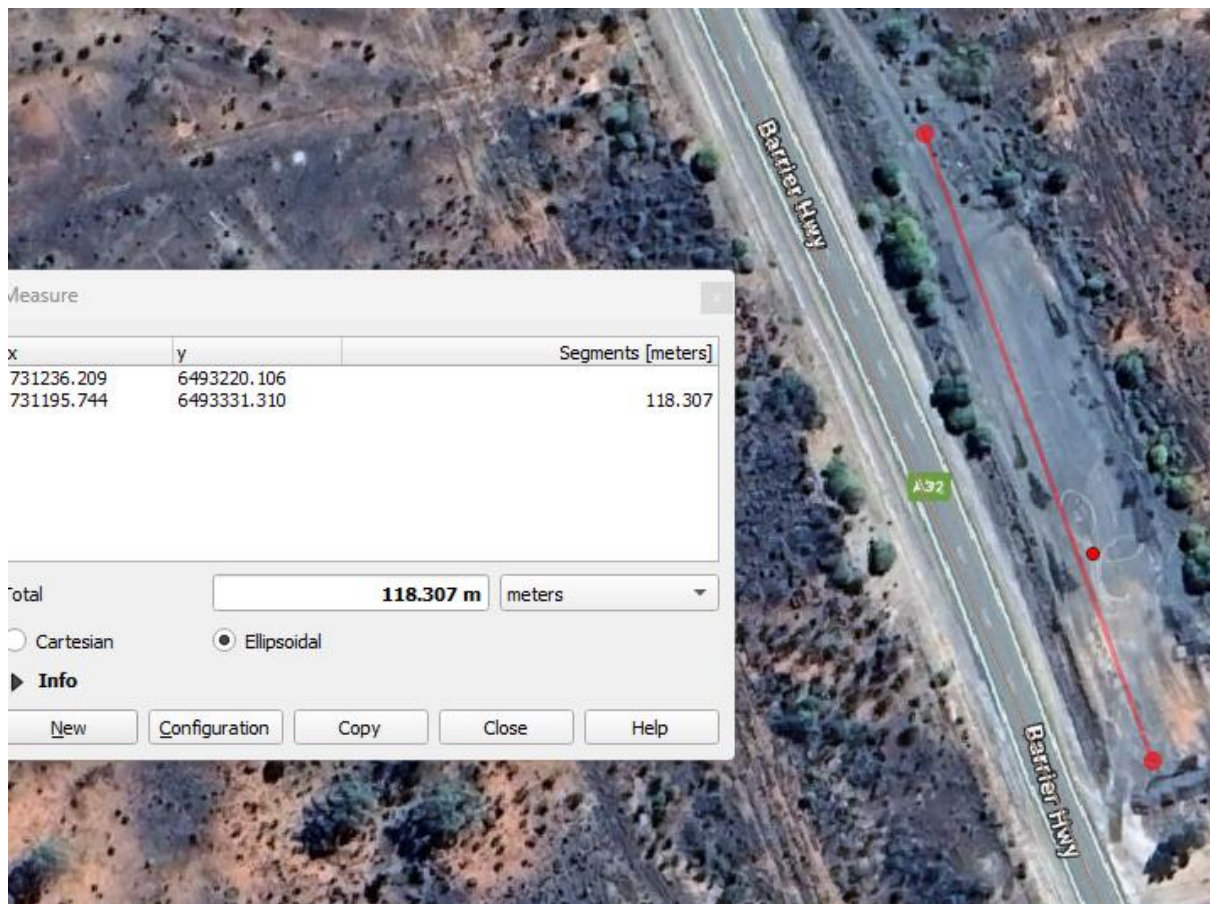 Barrier Hwy
Measure
x y Segments [meters]
731236.209 6493220.106
731195.744 6493331.310 118.307
A32
Total 118.307 m meters
Cartesian Ellipsoidal
Info
New Configuration Copy Close Help
Barrier Hwy